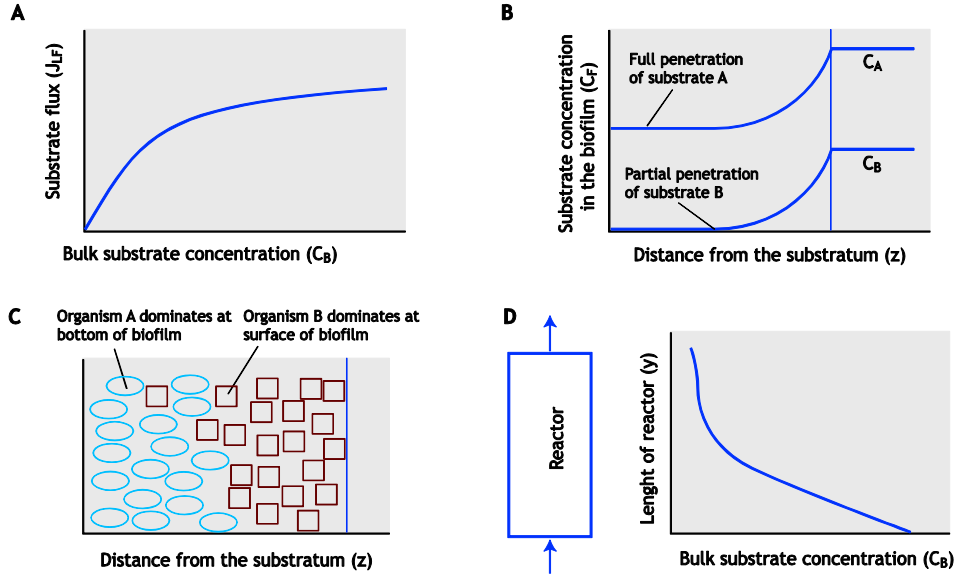 A
Substrate flux (JLF)
Bulk substrate concentration (CB)
B
Substrate concentration
in the biofilm (CF)
Full penetration
of substrate A
CA
Partial penetration
of substrate B
CB
Distance from the substratum (z)
C
Organism A dominates at
bottom of biofilm
Organism B dominates at
surface of biofilm
Distance from the substratum (z)
D
Reactor
Lenght of reactor (y)
Bulk substrate concentration (CB)